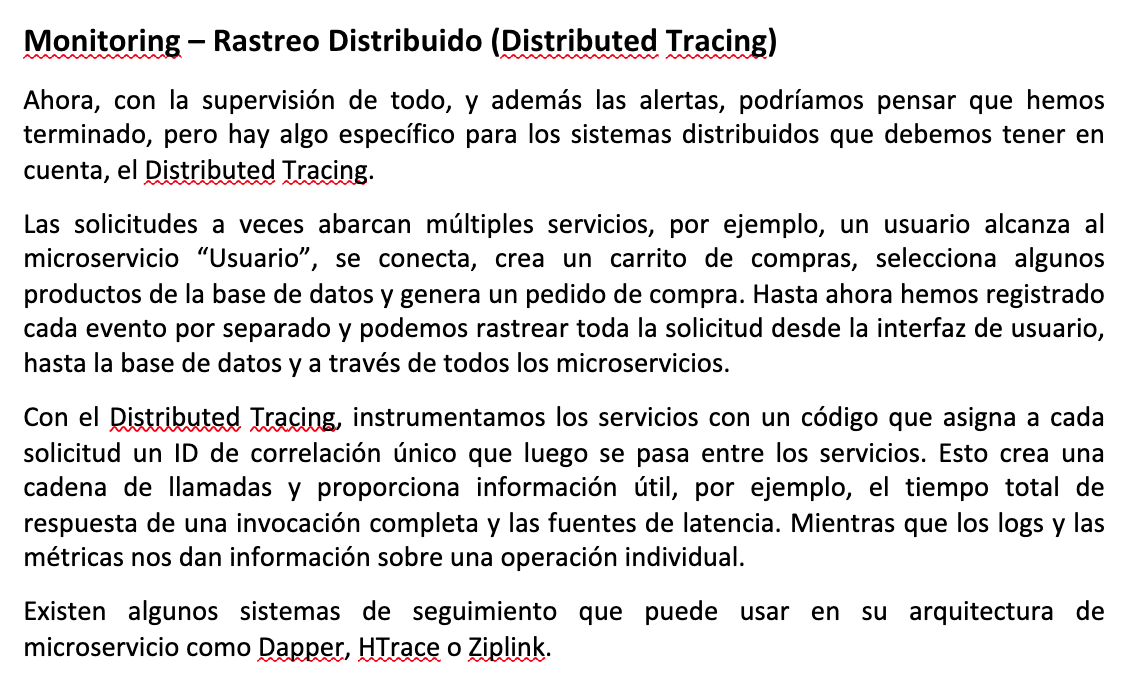 Monitoring – Rastreo Distribuido (Distributed Tracing)
Ahora, con la supervisión de todo, y además las alertas, podríamos pensar que hemos
terminado, pero hay algo específico para los sistemas distribuidos que debemos tener en
cuenta, el Distributed Tracing.
Las solicitudes a veces abarcan múltiples servicios, por ejemplo, un usuario alcanza al
microservicio “Usuario”, se conecta, crea un carrito de compras, selecciona algunos
productos de la base de datos y genera un pedido de compra. Hasta ahora hemos registrado
cada evento por separado y podemos rastrear toda la solicitud desde la interfaz de usuario,
hasta la base de datos y a través de todos los microservicios.
Con el Distributed Tracing, instrumentamos los servicios con un código que asigna a cada
solicitud un ID de correlación único que luego se pasa entre los servicios. Esto crea una
cadena de llamadas y proporciona información útil, por ejemplo, el tiempo total de
respuesta de una invocación completa y las fuentes de latencia. Mientras que los logs y las
métricas nos dan información sobre una operación individual.
Existen algunos sistemas de seguimiento que puede usar en su arquitectura de
microservicio como Dapper, HTrace o Ziplink.